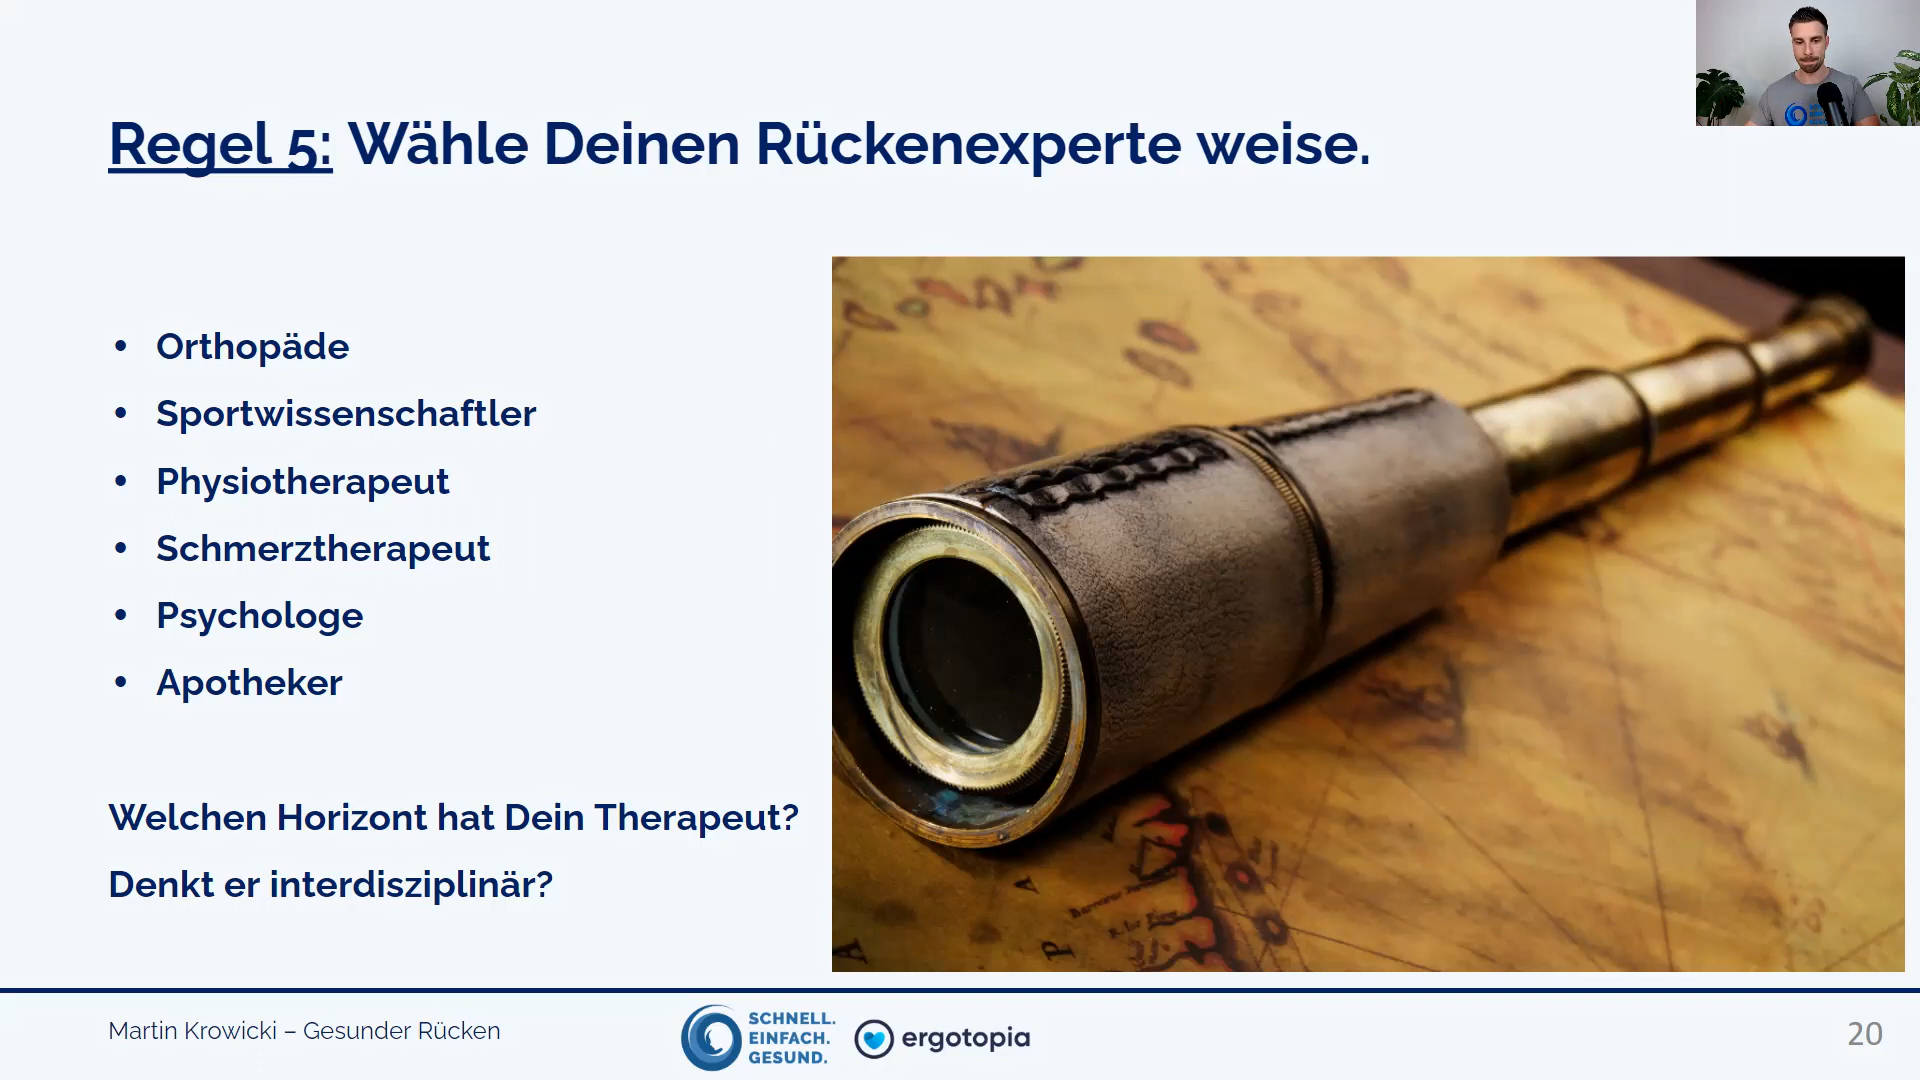 Regel 5: Wähle Deinen Rückenexperte weise.
• Orthopäde
• Sportwissenschaftler
• Physiotherapeut
• Schmerztherapeut
• Psychologe
• Apotheker
Welchen Horizont hat Dein Therapeut?
Denkt er interdisziplinär?
Martin Krowicki – Gesunder Rücken
SCHNELL.
EINFACH.
GESUND.
ergotopia
20